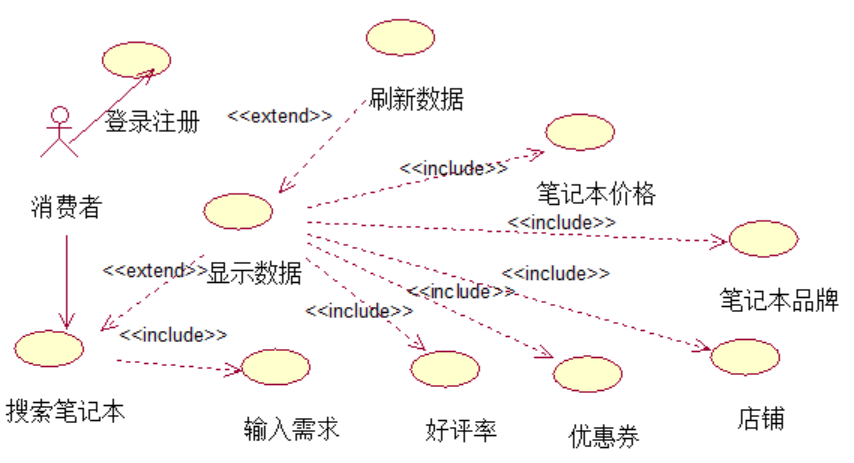 刷新数据
登录注册
<<extend>>
<<include>>
笔记本价格
消费者
<<include>>
<<extend>>
显示数据
<<include>>
<<include>>
<<include>>
笔记本品牌
<<include>>
搜索笔记本
输入需求
好评率
优惠券
店铺